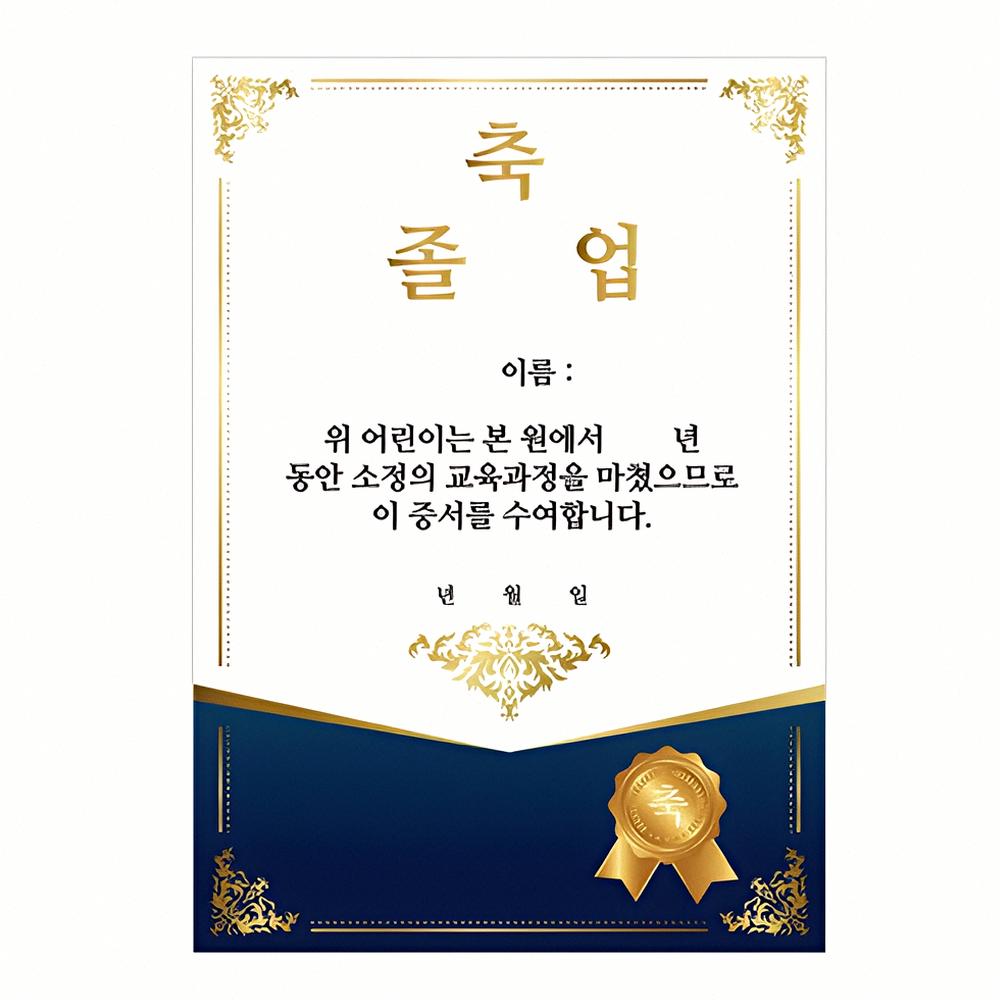 축
졸 업
이름 :
위 어린이는 본 원에서 년
동안 소정의 교육과정을 마쳤으므로
이 증서를 수여합니다.
년 월 일
축